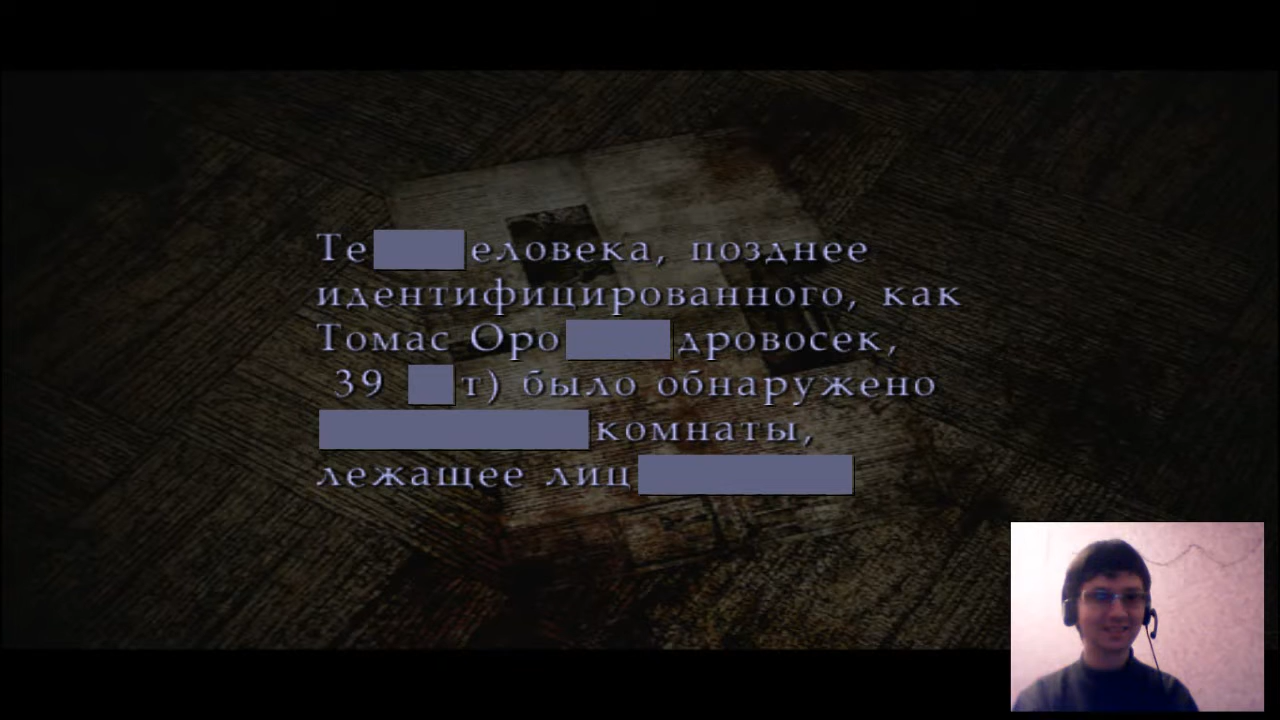 Те еловека, позднее
идентифицированного, как
Томас Оро дровосек,
39 т) было обнаружено
комнаты,
лежащее лиц